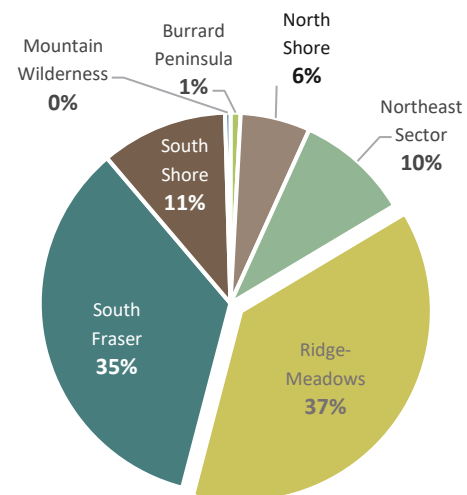 Mountain
Wilderness
0%
Burrard
Peninsula
1%
North
Shore
6%
Northeast
Sector
10%
South
Shore
11%
South
Fraser
35%
Ridge-
Meadows
37%